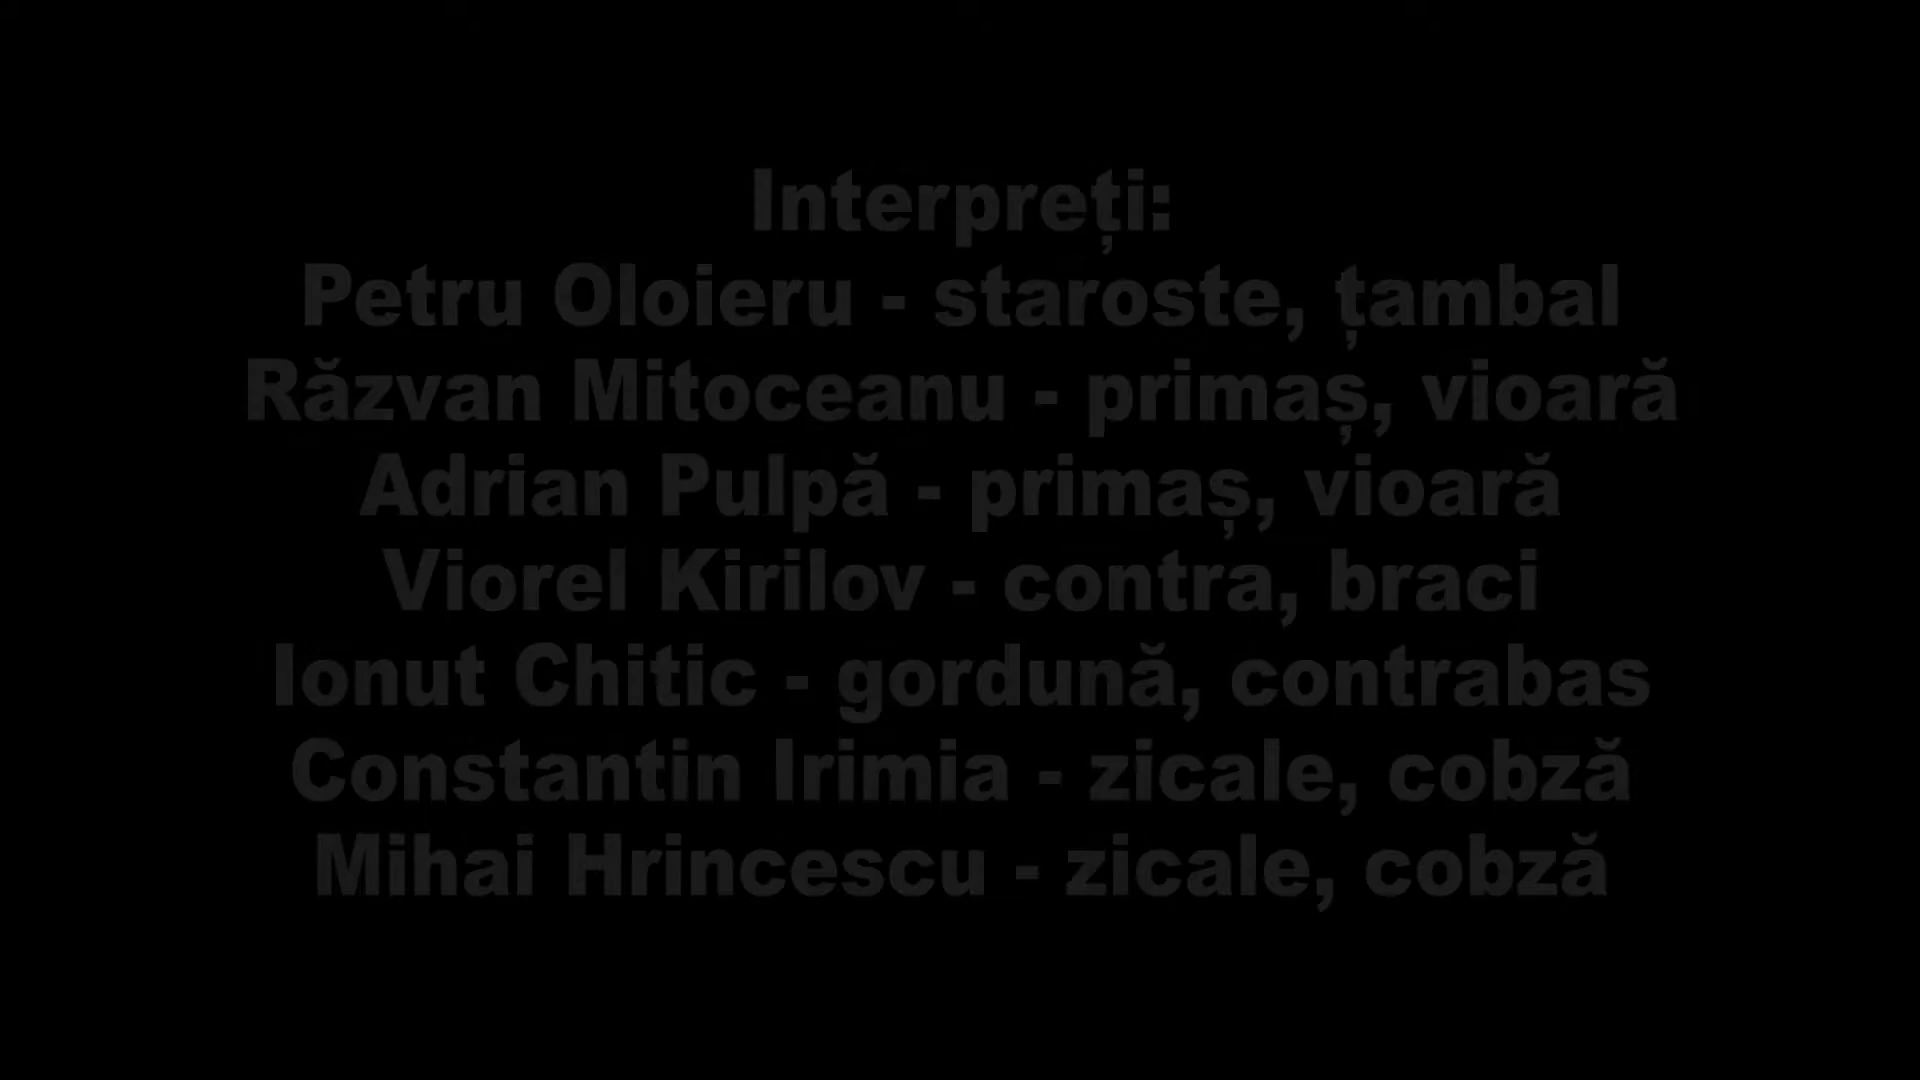 Interpreți:
Petru Oloieru - staroste, țambal
Răzvan Mitoceanu - primaș, vioară
Adrian Pulpă - primaș, vioară
Viorel Kirilov - contra, braci
Ionut Chitic - gordună, contrabas
Constantin Irimia - zicale, cobză
Mihai Hrincescu - zicale, cobză